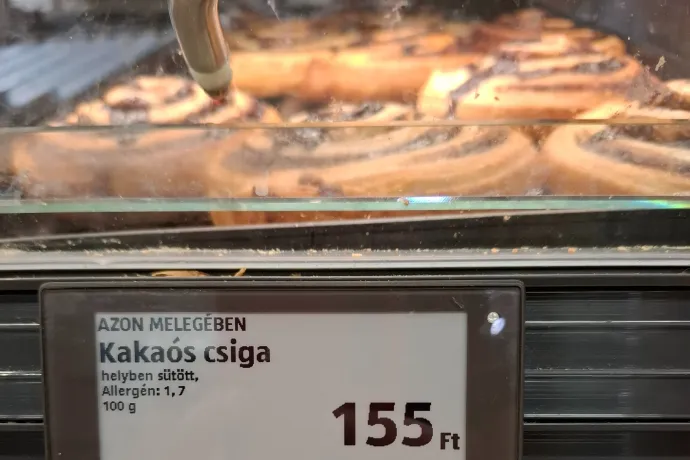 AZON MELEGÉBEN
Kakaós csiga
helyben sütött,
Allergén: 1, 7
100 g
155 Ft